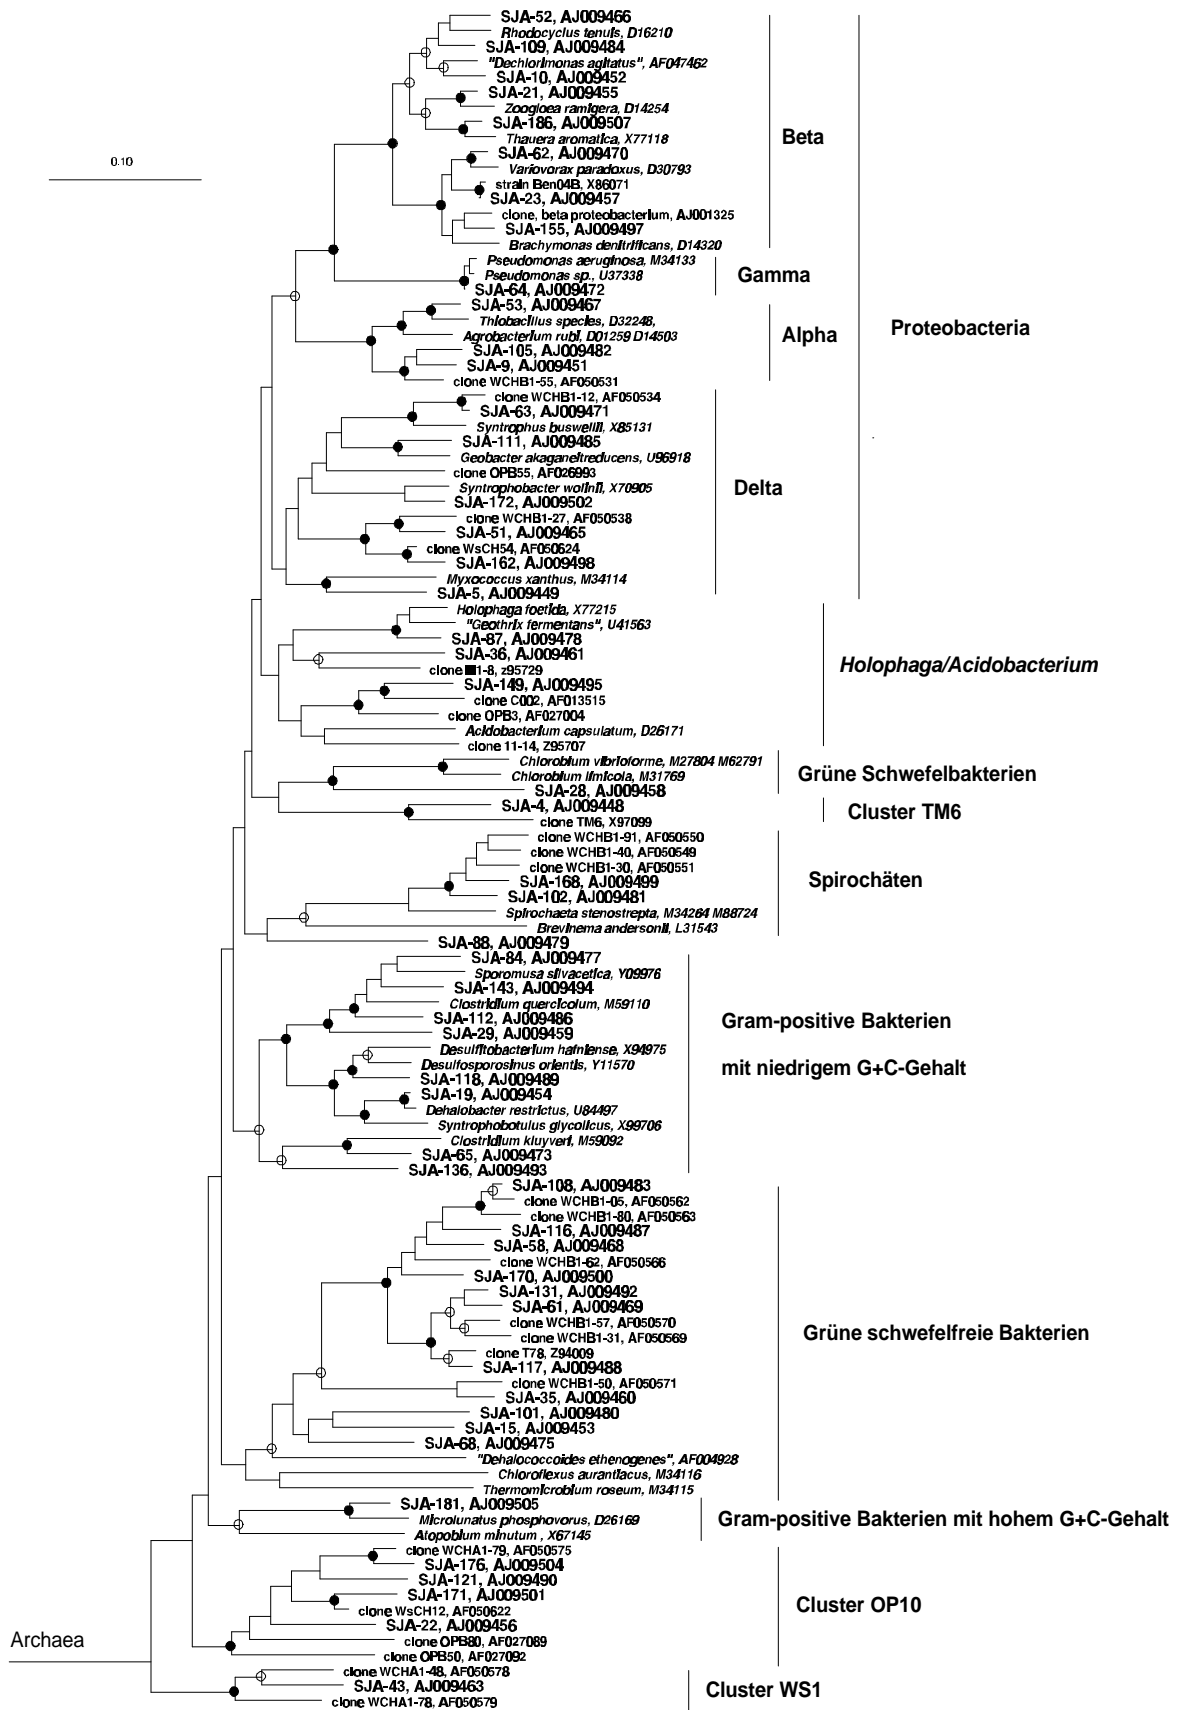 SJA-52, AJ009466
Rhodocyclus tenuis, D16210
SJA-109, AJ009484
"Dechlorimonas agitatus", AF047462
SJA-10, AJ009452
SJA-21, AJ009455
Zoogloea ramigera, D14254
SJA-186, AJ009507
Thauera aromatica, X77118
SJA-62, AJ009470
Variovorax paradoxus, D30793
strain Ben04B, X86071
SJA-23, AJ009457
clone, beta proteobacterium, AJ001325
SJA-155, AJ009497
Brachymonas denitrificans, D14320
Beta
0.10
Pseudomonas aeruginosa, M34133
Pseudomonas sp., U37338
SJA-64, AJ009472
Gamma
SJA-53, AJ009467
Thiobacillus species, D32248,
Agrobacterium rubi, D01259 D14503
SJA-105, AJ009482
SJA-9, AJ009451
clone WCHB1-55, AF050531
Alpha
Proteobacteria
clone WCHB1-12, AF050534
SJA-63, AJ009471
Syntrophus buswellii, X85131
SJA-111, AJ009485
Geobacter akaganeitreducens, U96918
clone OPB55, AF026993
Syntrophobacter wolinii, X70905
SJA-172, AJ009502
clone WCHB1-27, AF050538
SJA-51, AJ009465
clone WsCH54, AF050624
SJA-162, AJ009498
Myxococcus xanthus, M34114
SJA-5, AJ009449
Delta
Holophaga foetida, X77215
"Geothrix fermentans", U41563
SJA-87, AJ009478
SJA-36, AJ009461
clone 1-8, z95729
SJA-149, AJ009495
clone C002, AF013515
clone OPB3, AF027004
Acidobacterium capsulatum, D26171
clone 11-14, Z95707
Holophaga/Acidobacterium
Chlorobium vibrioforme, M27804 M62791
Chlorobium limicola, M31769
SJA-28, AJ009458
Grüne Schwefelbakterien
SJA-4, AJ009448
clone TM6, X97099
Cluster TM6
clone WCHB1-91, AF050550
clone WCHB1-40, AF050549
clone WCHB1-30, AF050551
SJA-168, AJ009499
SJA-102, AJ009481
Spirochaeta stenostrepta, M34264 M88724
Brevinema andersonii, L31543
SJA-88, AJ009479
Spirochäten
SJA-84, AJ009477
Sporomusa silvacetica, Y09976
SJA-143, AJ009494
Clostridium quercicolum, M59110
SJA-112, AJ009486
SJA-29, AJ009459
Desulfitobacterium hafniense, X94975
Desulfosporosinus orientis, Y11570
SJA-118, AJ009489
SJA-19, AJ009454
Dehalobacter restrictus, U84497
Syntrophobotulus glycolicus, X99706
Clostridium kluyveri, M59092
SJA-65, AJ009473
SJA-136, AJ009493
Gram-positive Bakterien
mit niedrigem G+C-Gehalt
SJA-108, AJ009483
clone WCHB1-05, AF050562
clone WCHB1-80, AF050563
SJA-116, AJ009487
SJA-58, AJ009468
clone WCHB1-62, AF050566
SJA-170, AJ009500
SJA-131, AJ009492
SJA-61, AJ009469
clone WCHB1-57, AF050570
clone WCHB1-31, AF050569
clone T78, Z94009
SJA-117, AJ009488
clone WCHB1-50, AF050571
SJA-35, AJ009460
SJA-101, AJ009480
SJA-15, AJ009453
SJA-68, AJ009475
"Dehalococcoides ethenogenes", AF004928
Chloroflexus aurantiacus, M34116
Thermomicrobium roseum, M34115
Grüne schwefelfreie Bakterien
SJA-181, AJ009505
Microlunatus phosphovorus, D26169
Atopobium minutum , X67145
Gram-positive Bakterien mit hohem G+C-Gehalt
clone WCHA1-79, AF050575
SJA-176, AJ009504
SJA-121, AJ009490
SJA-171, AJ009501
clone WsCH12, AF050622
SJA-22, AJ009456
clone OPB80, AF027089
clone OPB50, AF027092
Cluster OP10
Archaea
clone WCHA1-48, AF050578
SJA-43, AJ009463
clone WCHA1-78, AF050579
Cluster WS1